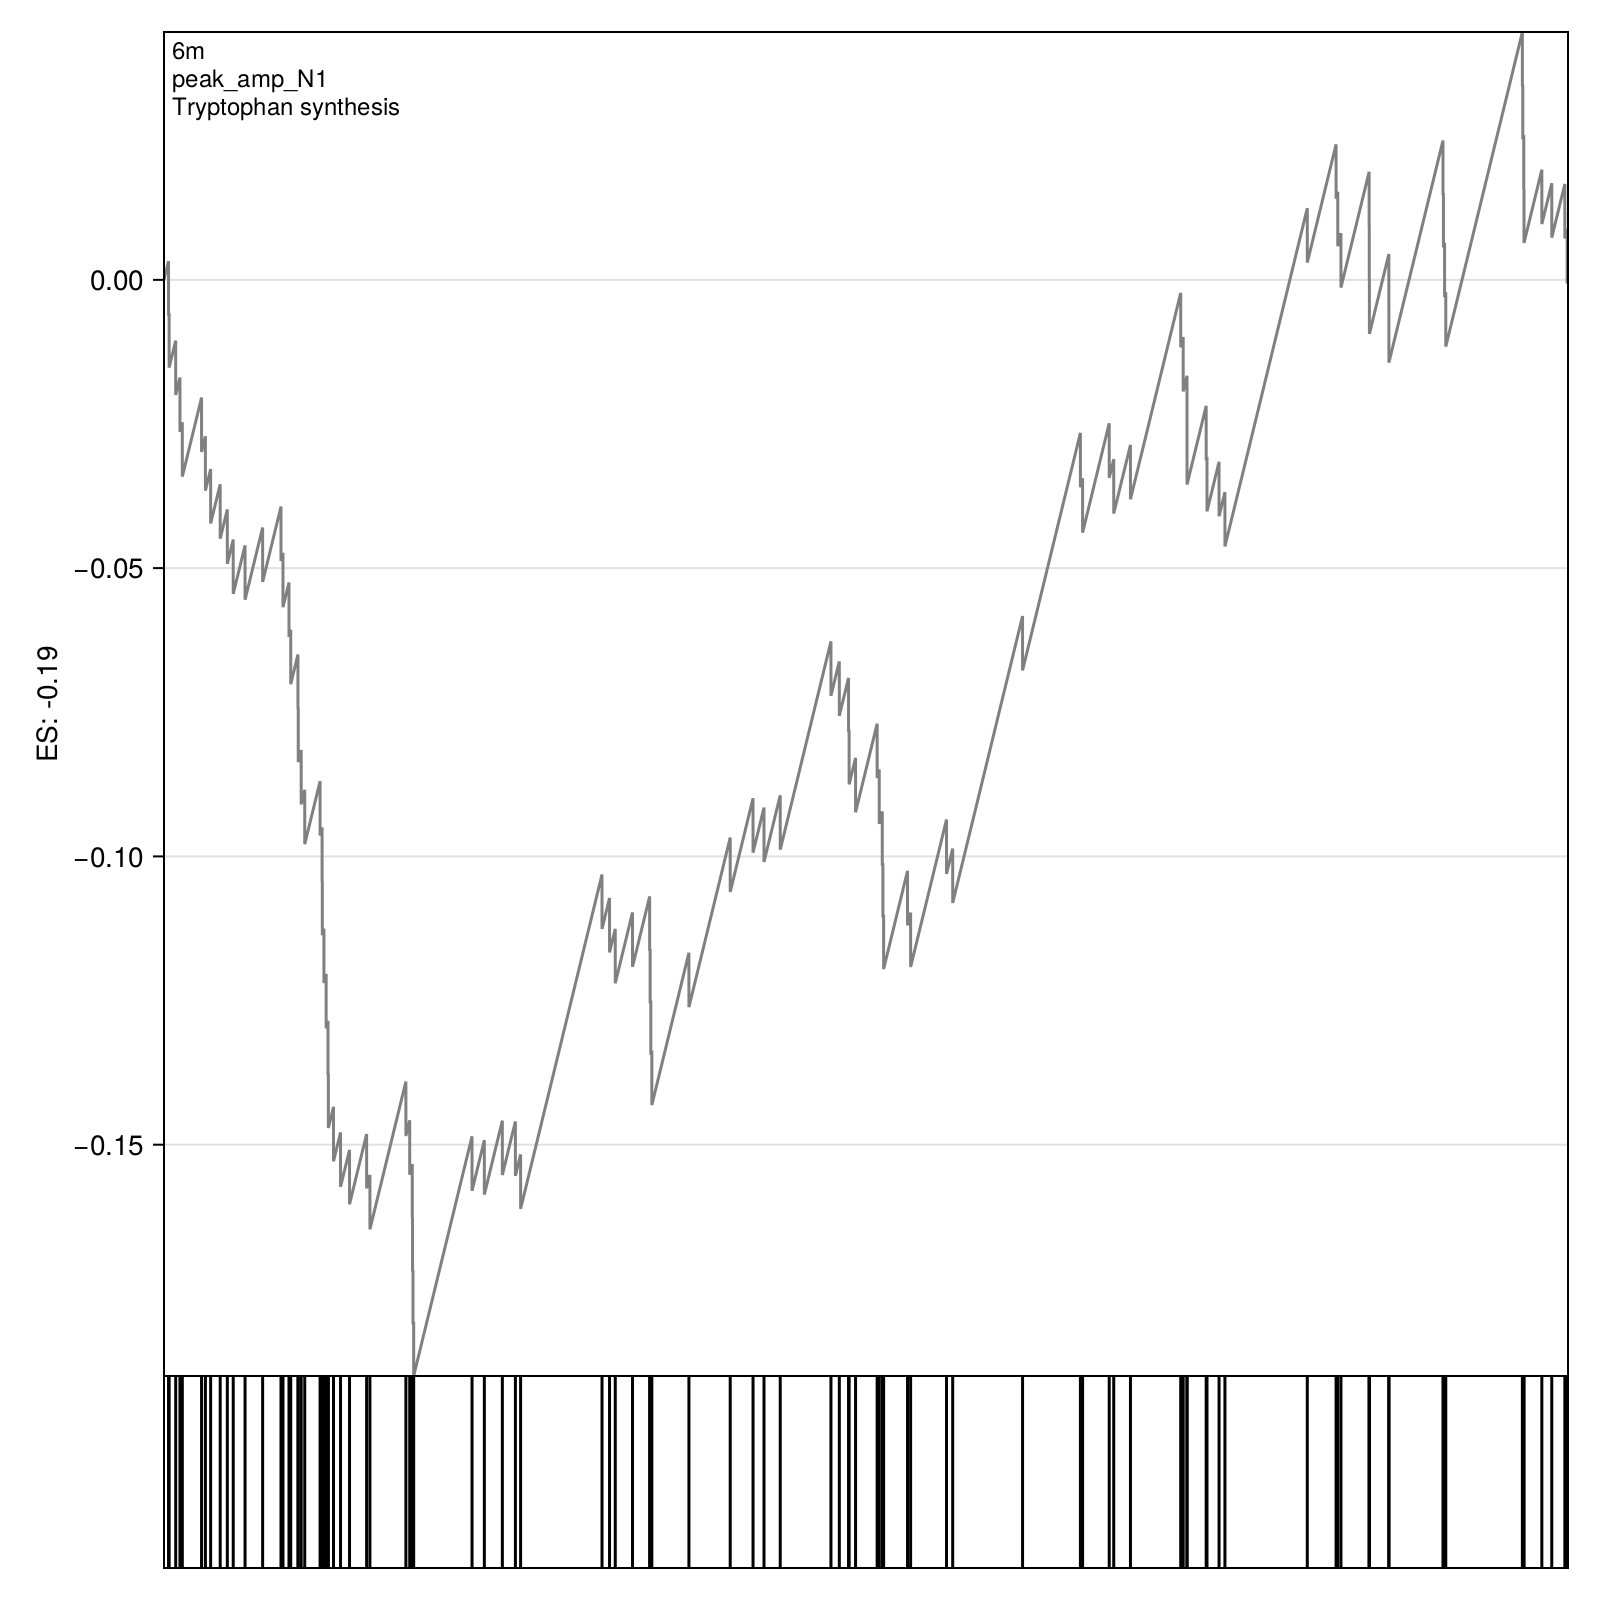 6m
peak_amp_N1
Tryptophan synthesis
0.00
−0.05
−0.10
−0.15
ES: -0.19